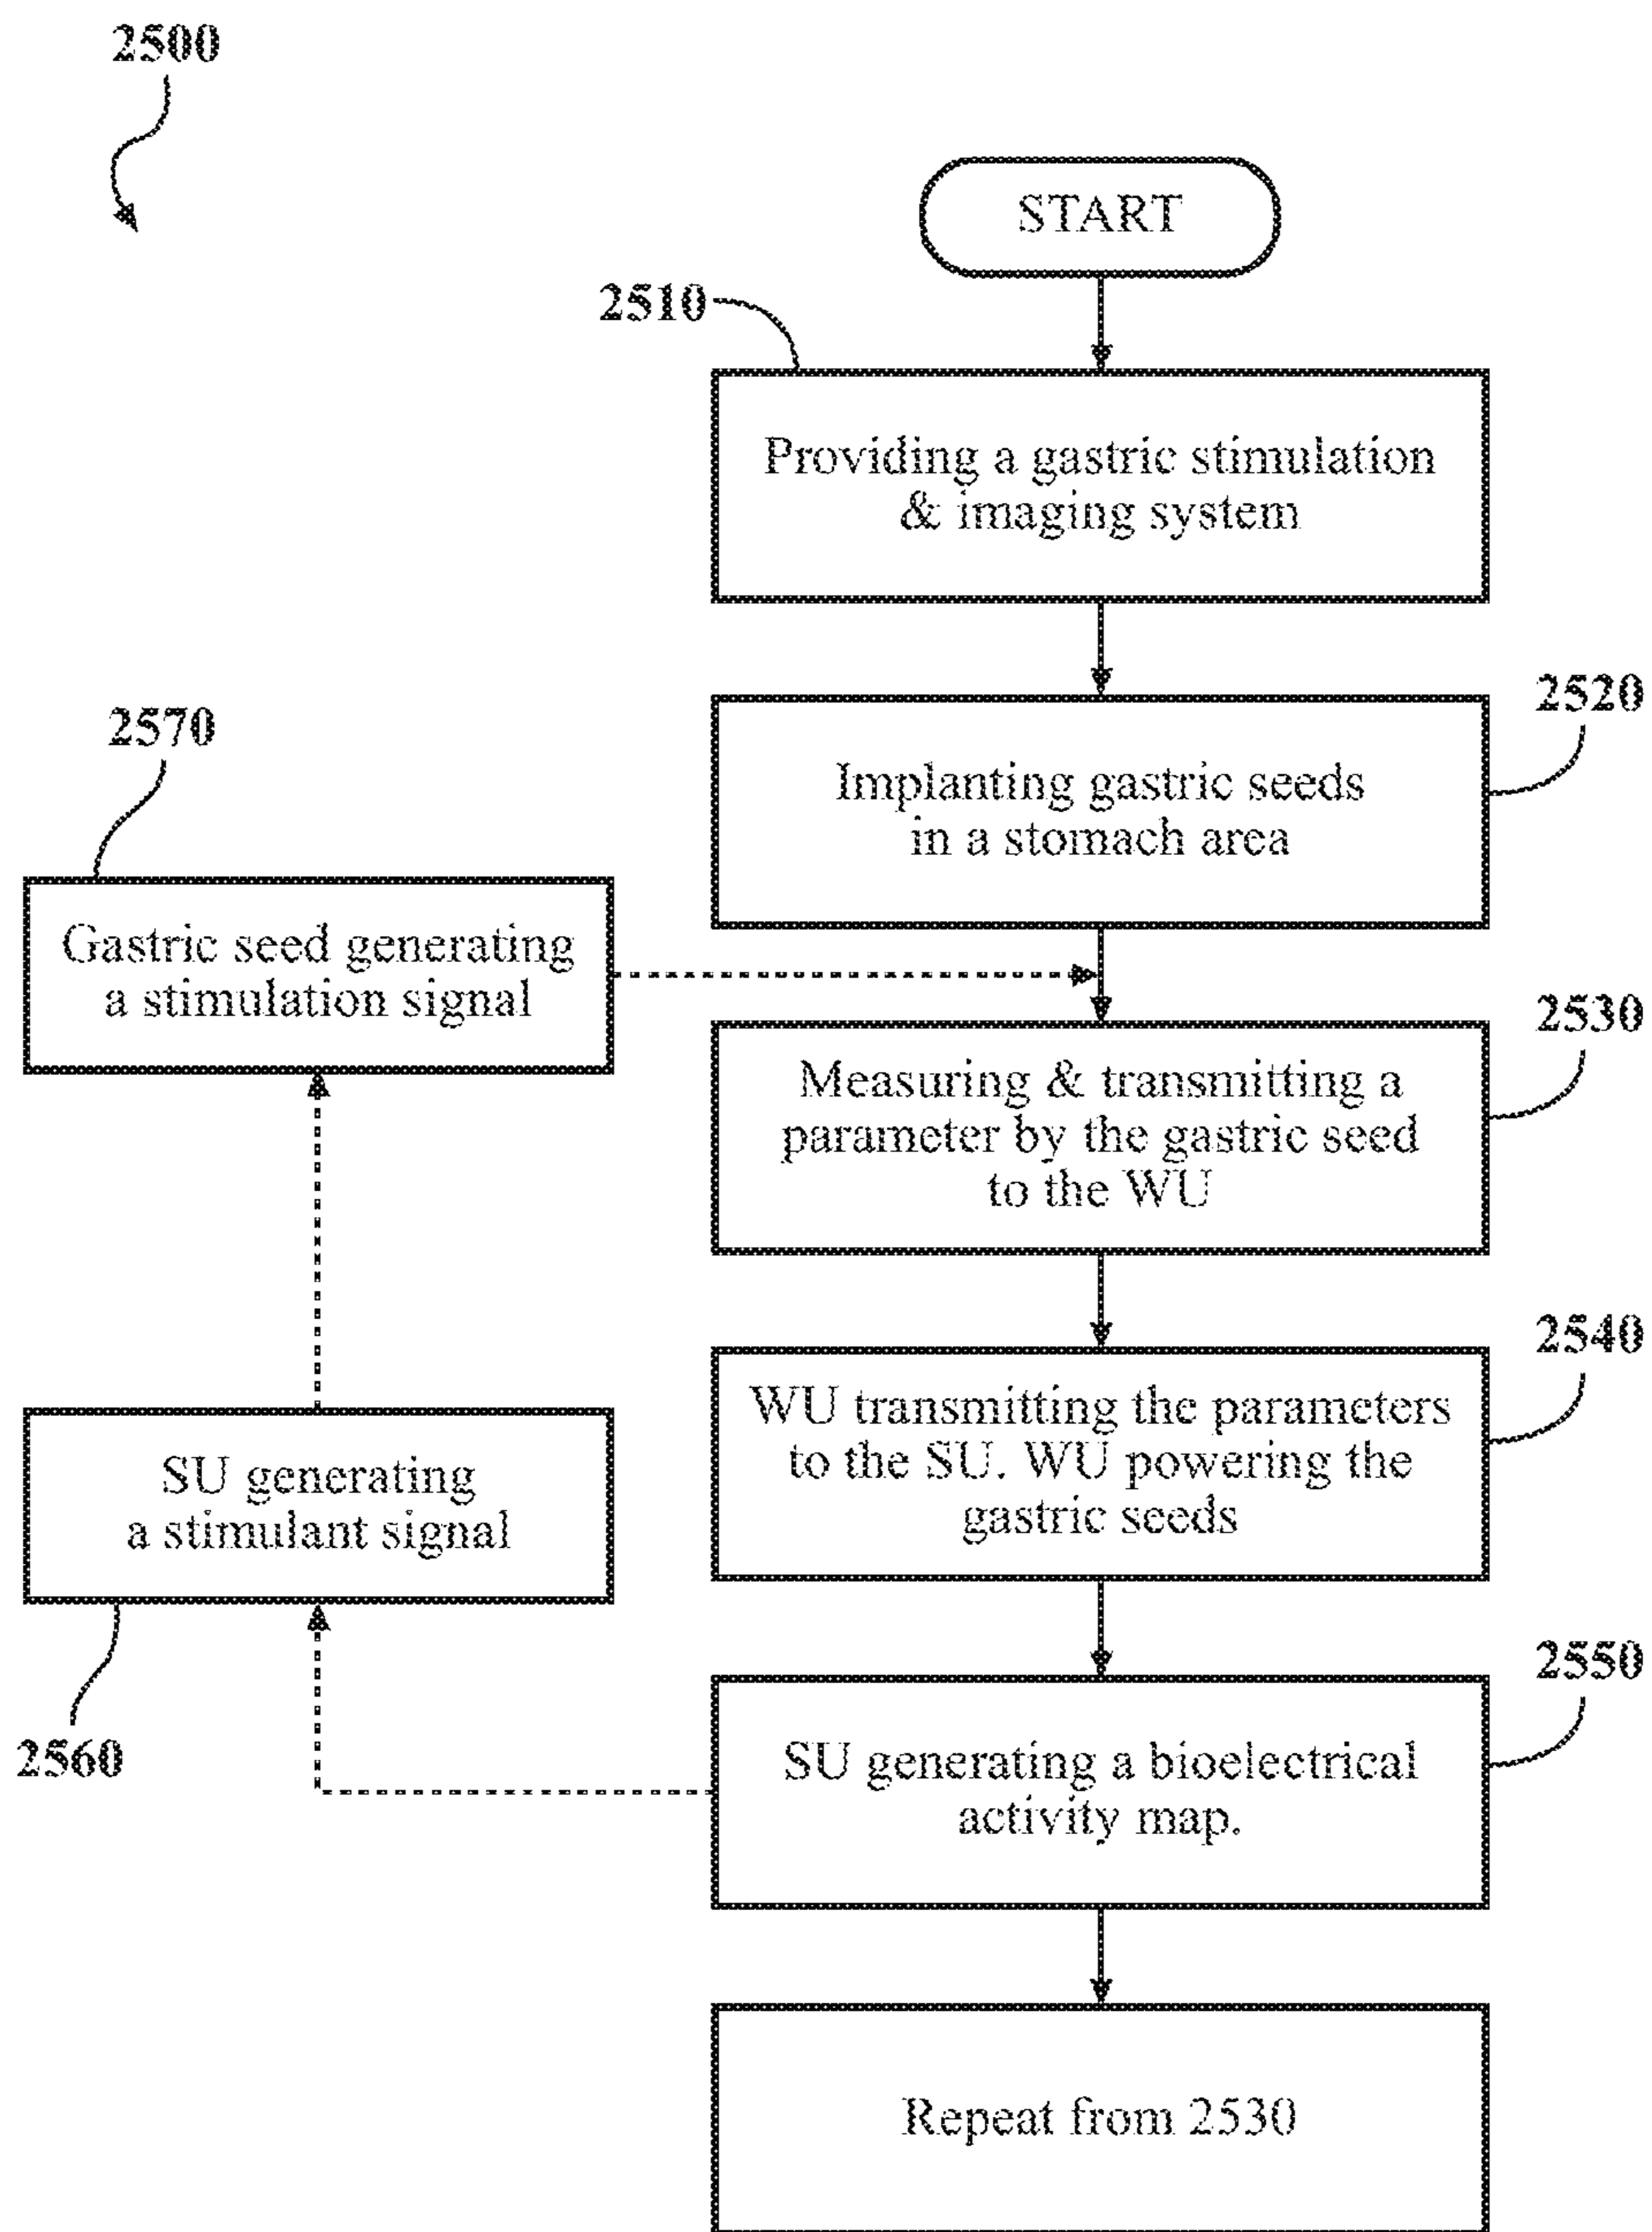 2500
START
2510
Providing a gastric stimulation
& imaging system
2520
Implanting gastric seeds
in a stomach area
2570
Gastric seed generating
a stimulation signal
2530
Measuring & transmitting a
parameter by the gastric seed
to the WU
2540
WU transmitting the parameters
to the SU. WU powering the
gastric seeds
SU generating
a stimulant signal
2560
2550
SU generating a bioelectrical
activity map.
Repeat from 2530